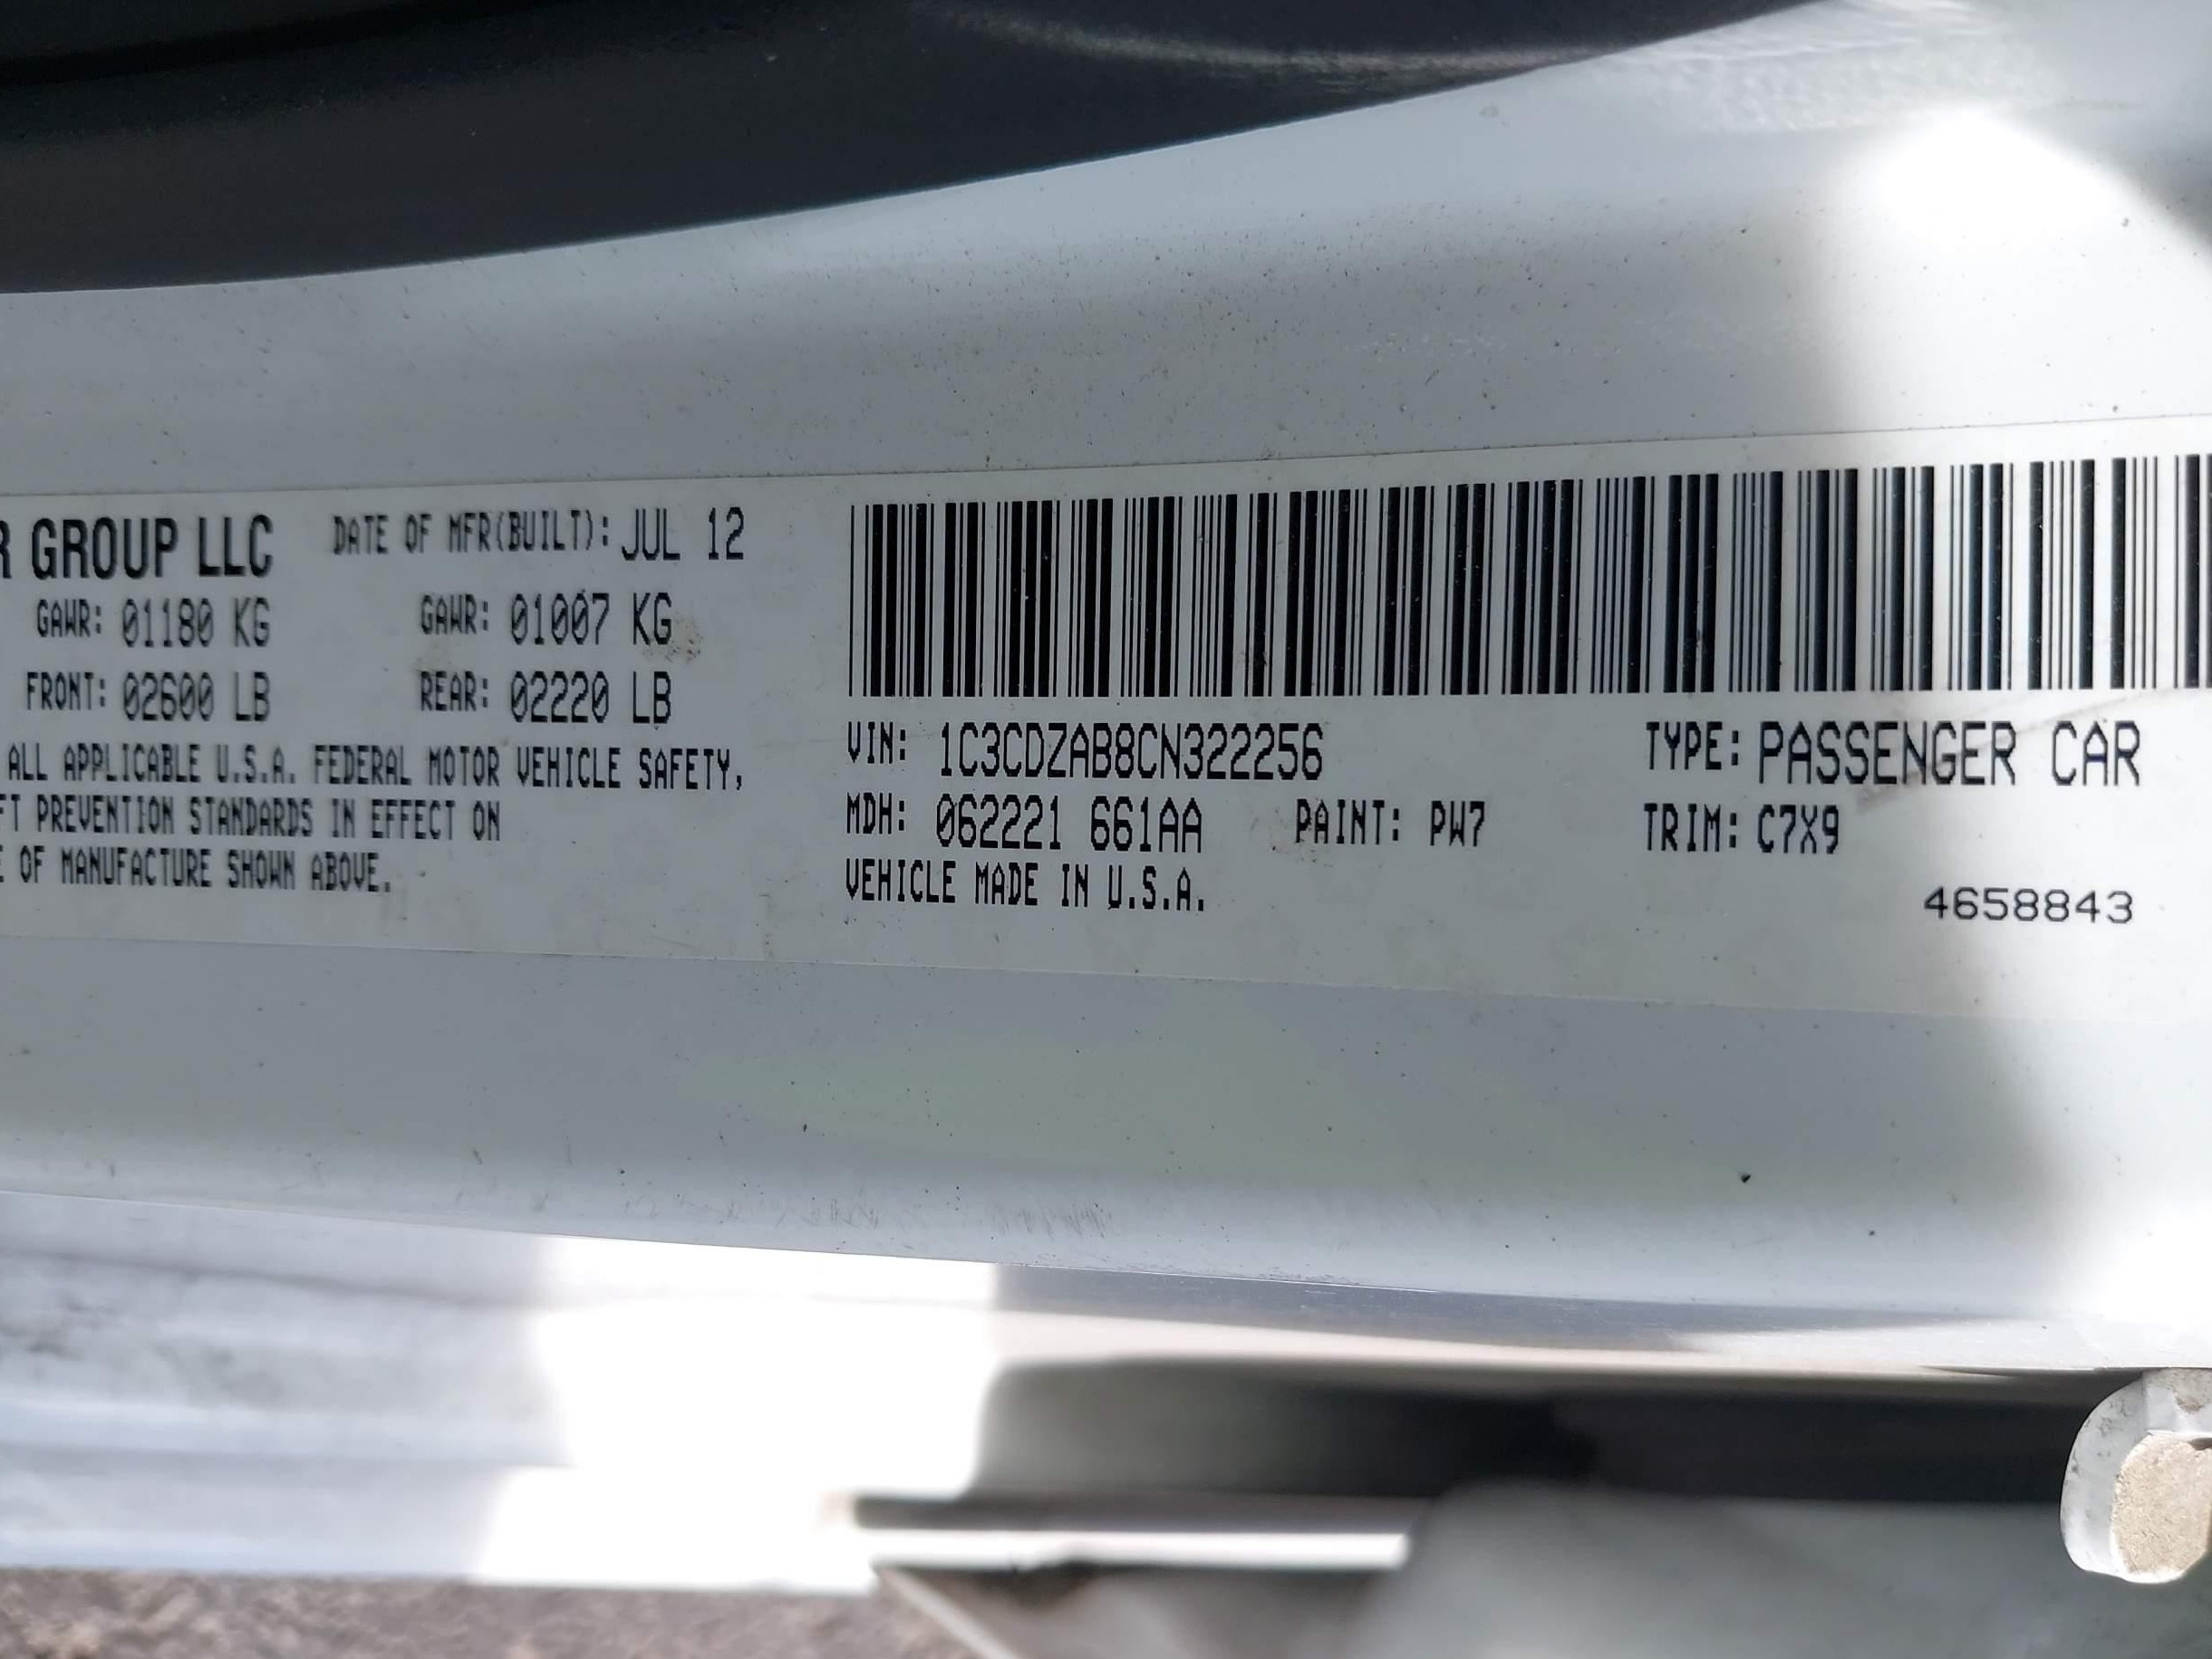 R GROUP LLC DATE OF MFR(BUILT): JUL 12
GAWR: 01180 KG GAWR: 01007 KG
FRONT: 02600 LB REAR: 02220 LB
ALL APPLICABLE U.S.A. FEDERAL MOTOR VEHICLE SAFETY,
FT PREVENTION STANDARDS IN EFFECT ON
E OF MANUFACTURE SHOWN ABOVE.
VIN: 1C3CDZAB8CN322256 TYPE: PASSENGER CAR
MDH: 062221 661AA PAINT: PW7 TRIM: C7X9
VEHICLE MADE IN U.S.A.
4658843